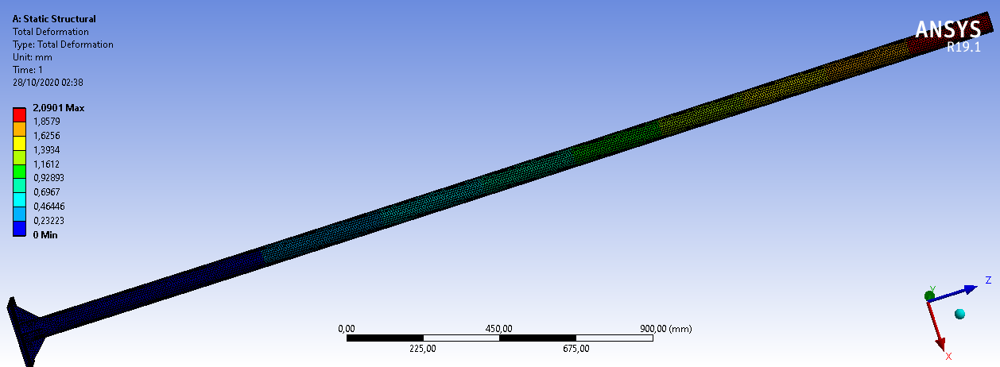 A: Static Structural
Total Deformation
Type: Total Deformation
Unit: mm
Time: 1
28/10/2020 02:38
ANSYS
R19.1
2,0901 Max
1,8579
1,6256
1,3934
1,1612
0,92893
0,6967
0,46446
0,23223
0 Min
0,00 450,00 900,00 (mm)
225,00 675,00
Y
Z
X